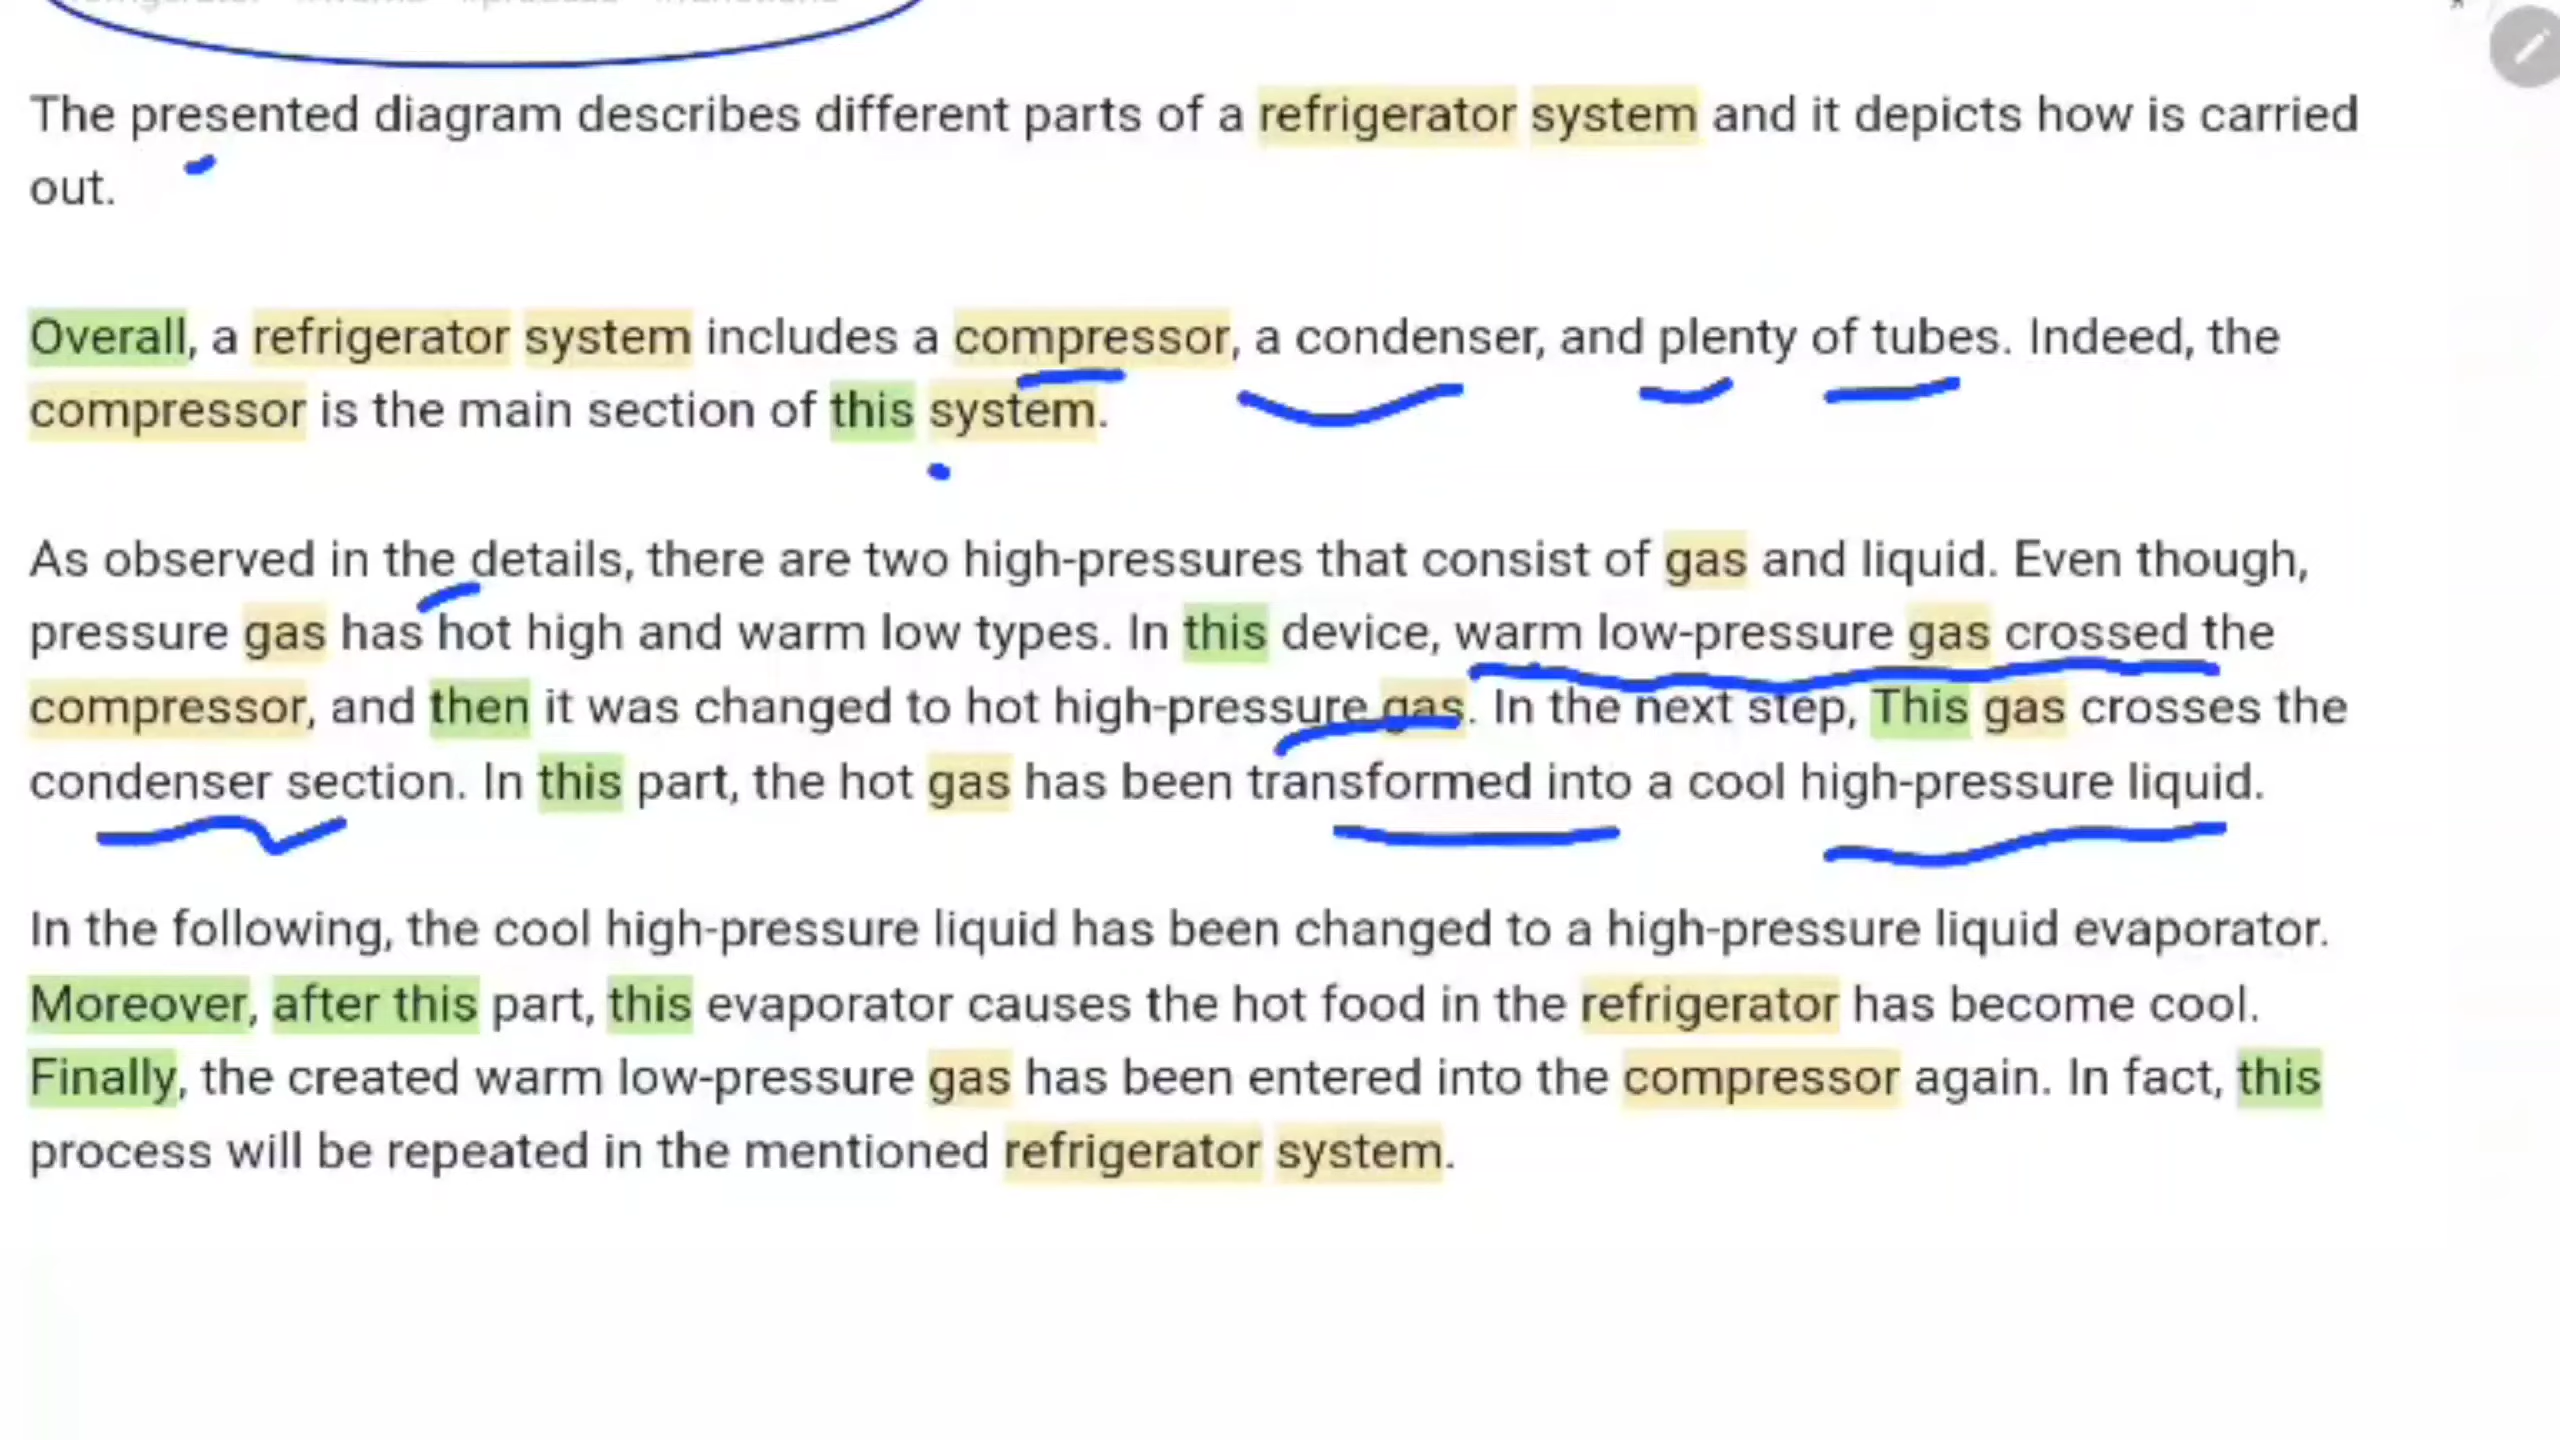 The presented diagram describes different parts of a refrigerator system and it depicts how is carried
out.
Overall, a refrigerator system includes a compressor, a condenser, and plenty of tubes. Indeed, the
compressor is the main section of this system.
As observed in the details, there are two high-pressures that consist of gas and liquid. Even though,
pressure gas has hot high and warm low types. In this device, warm low-pressure gas crossed the
compressor, and then it was changed to hot high-pressure gas. In the next step, This gas crosses the
condenser section. In this part, the hot gas has been transformed into a cool high-pressure liquid.
In the following, the cool high-pressure liquid has been changed to a high-pressure liquid evaporator.
Moreover, after this part, this evaporator causes the hot food in the refrigerator has become cool.
Finally, the created warm low-pressure gas has been entered into the compressor again. In fact, this
process will be repeated in the mentioned refrigerator system.